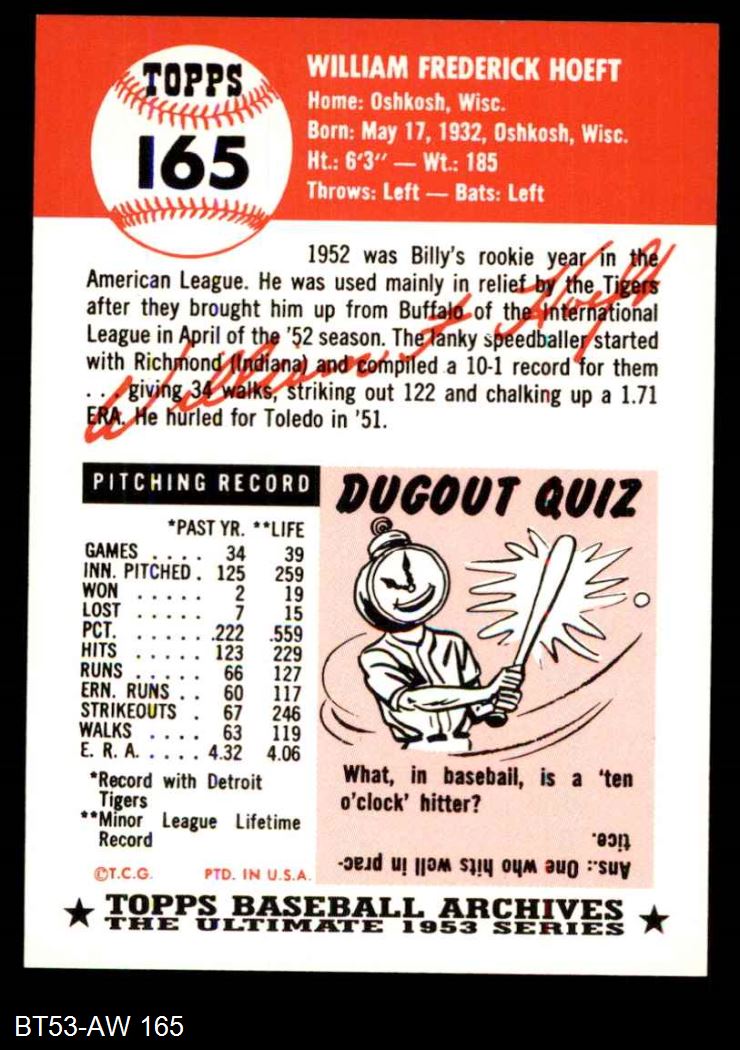 TOPPS
165
WILLIAM FREDERICK HOEFT
Home: Oshkosh, Wisc.
Born: May 17, 1932, Oshkosh, Wisc.
Ht.: 6'3" — Wt.: 185
Throws: Left — Bats: Left
1952 was Billy's rookie year in the
American League. He was used mainly in relief by the Tigers
after they brought him up from Buffalo of the International
League in April of the '52 season. The lanky speedballer started
with Richmond (Indiana) and compiled a 10-1 record for them
. . . giving 34 walks, striking out 122 and chalking up a 1.71
ERA. He hurled for Toledo in '51.
William F. Hoeft
PITCHING RECORD
*PAST YR. **LIFE
GAMES . . . . 34 39
INN. PITCHED . 125 259
WON . . . . . 2 19
LOST . . . . . 7 15
PCT. . . . . . .222 .559
HITS . . . . . 123 229
RUNS . . . . . 66 127
ERN. RUNS . . 60 117
STRIKEOUTS . 67 246
WALKS . . . . 63 119
E. R. A. . . . . 4.32 4.06
*Record with Detroit
Tigers
**Minor League Lifetime
Record
©T.C.G. PTD. IN U.S.A.
DUGOUT QUIZ
What, in baseball, is a 'ten
o'clock' hitter?
Ans.: One who hits well in prac-
tice.
★ TOPPS BASEBALL ARCHIVES ★
THE ULTIMATE 1953 SERIES
BT53-AW 165